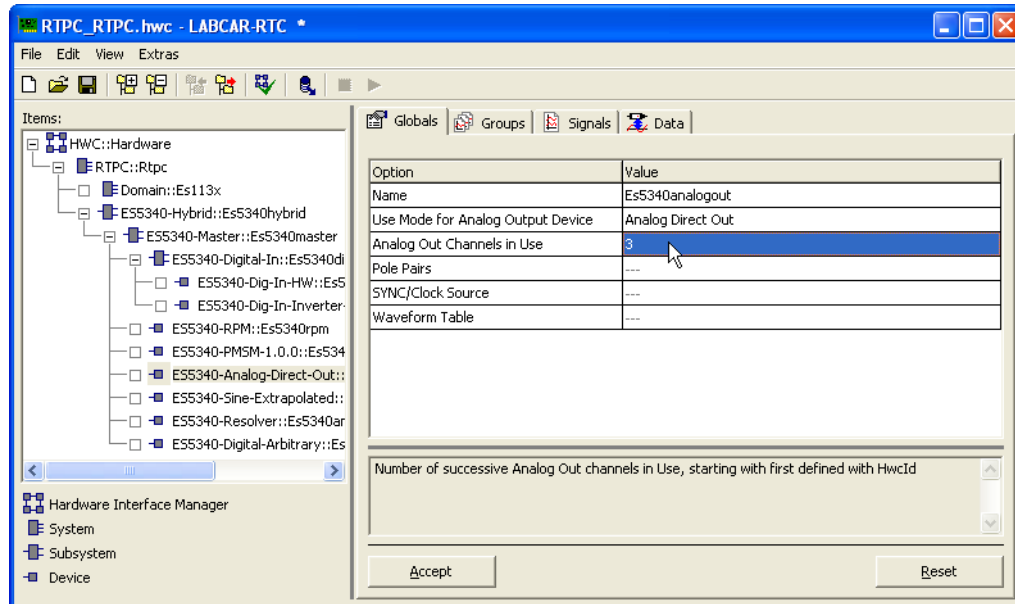 RTPC_RTPC.hwc - LABCAR-RTC *
File Edit View Extras
Items:
HWC::Hardware
RTPC::Rtpc
Domain::Es113x
ES5340-Hybrid::Es5340hybrid
ES5340-Master::Es5340master
ES5340-Digital-In::Es5340di
ES5340-Dig-In-HW::Es5
ES5340-Dig-In-Inverter-
ES5340-RPM::Es5340rpm
ES5340-PMSM-1.0.0::Es534
ES5340-Analog-Direct-Out::
ES5340-Sine-Extrapolated::
ES5340-Resolver::Es5340ar
ES5340-Digital-Arbitrary::Es
Hardware Interface Manager
System
Subsystem
Device
Globals Groups Signals Data
Option Value
Name Es5340analogout
Use Mode for Analog Output Device Analog Direct Out
Analog Out Channels in Use 3
Pole Pairs ---
SYNC/Clock Source ---
Waveform Table ---
Number of successive Analog Out channels in Use, starting with first defined with HwcId
Accept Reset